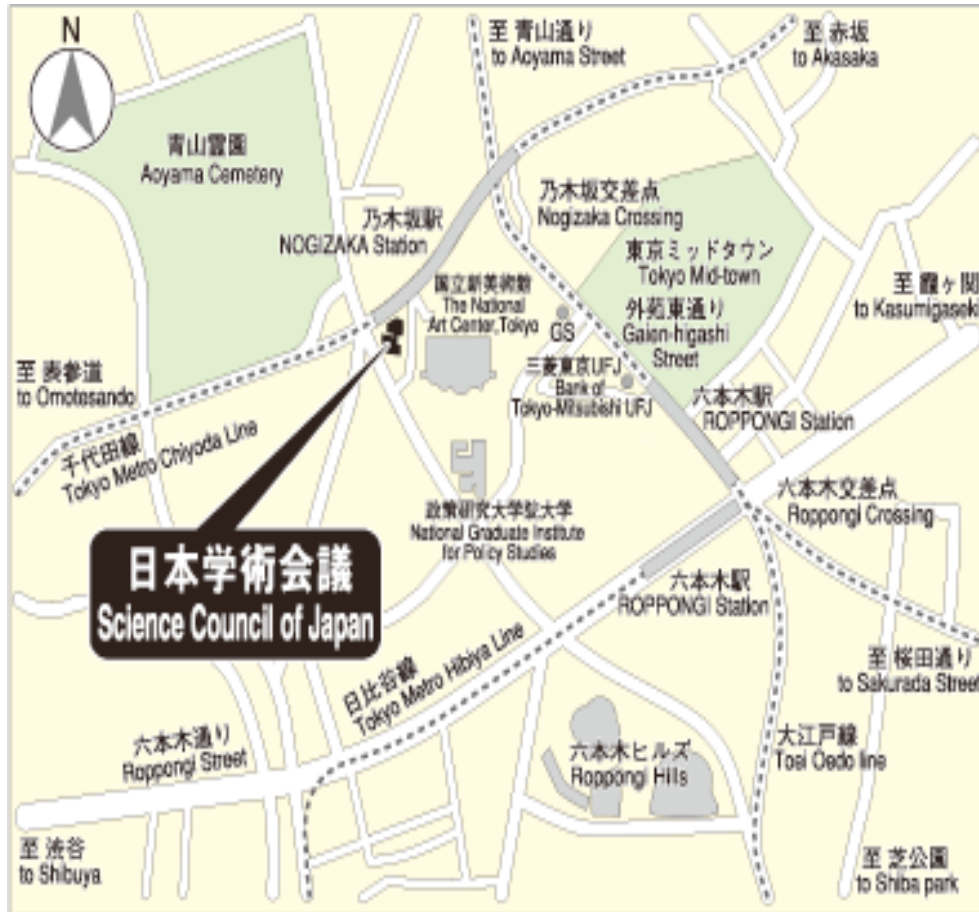 N
至 青山通り
to Aoyama Street
至 赤坂
to Akasaka
青山霊園
Aoyama Cemetery
乃木坂駅
NOGIZAKA Station
乃木坂交差点
Nogizaka Crossing
東京ミッドタウン
Tokyo Mid-town
国立新美術館
The National
Art Center,Tokyo
GS
外苑東通り
Gaien-higashi
Street
至 霞ヶ関
to Kasumigaseki
至 表参道
to Omotesando
三菱東京UFJ
Bank of
Tokyo-Mitsubishi UFJ
六本木駅
ROPPONGI Station
千代田線
Tokyo Metro Chiyoda Line
六本木交差点
Roppongi Crossing
政策研究大学院大学
National Graduate Institute
for Policy Studies
日本学術会議
Science Council of Japan
六本木駅
ROPPONGI Station
日比谷線
Tokyo Metro Hibiya Line
至 桜田通り
to Sakurada Street
六本木通り
Roppongi Street
六本木ヒルズ
Roppongi Hills
大江戸線
Toei Oedo line
至 渋谷
to Shibuya
至 芝公園
to Shiba park